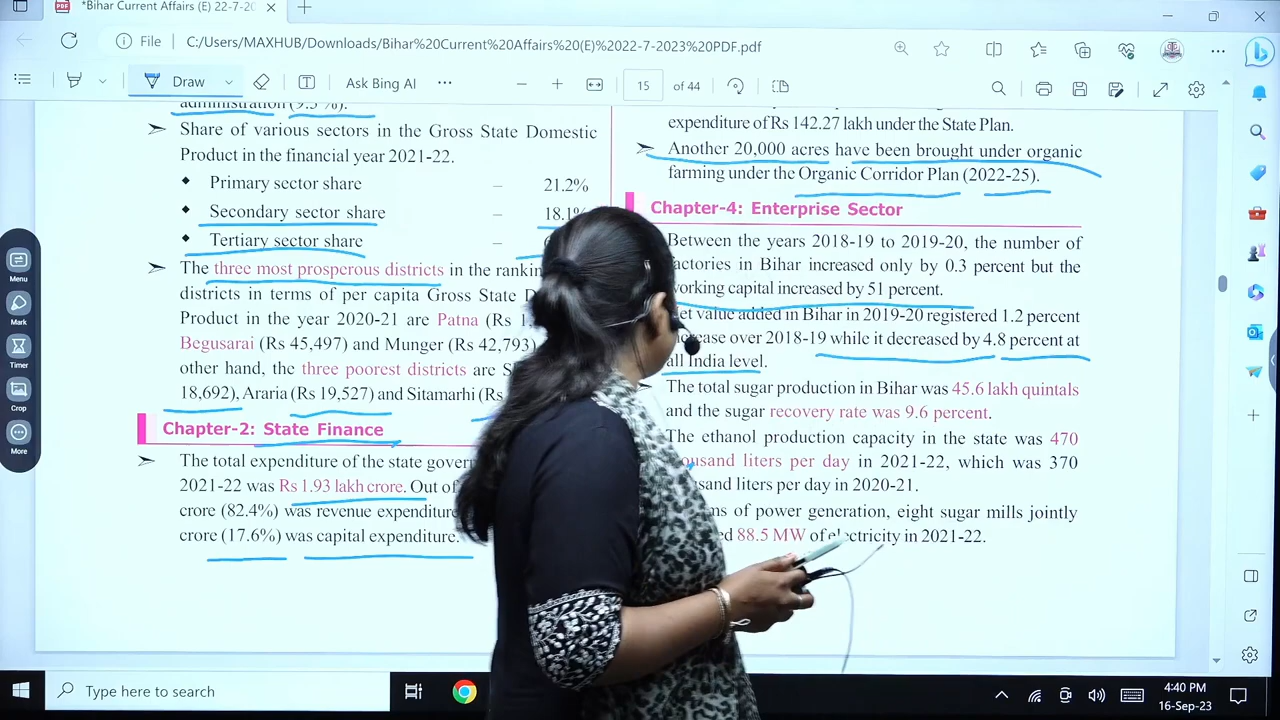 *Bihar Current Affairs (E) 22-7-20
File
C:/Users/MAXHUB/Downloads/Bihar%20Current%20Affairs%20(E)%2022-7-2023%20PDF.pdf
Draw
Ask Bing AI
15 of 44
administration (9.5 %).
Share of various sectors in the Gross State Domestic
Product in the financial year 2021-22.
Primary sector share – 21.2%
Secondary sector share – 18.1%
Tertiary sector share –
The three most prosperous districts in the
districts in terms of per capita Gross State
Product in the year 2020-21 are Patna (Rs
Begusarai (Rs 45,497) and Munger (Rs 42,793)
other hand, the three poorest districts are
18,692), Araria (Rs 19,527) and Sitamarhi (Rs
Chapter-2: State Finance
The total expenditure of the state
2021-22 was Rs 1.93 lakh crore. Out of
crore (82.4%) was revenue expenditure
crore (17.6%) was capital expenditure.
expenditure of Rs 142.27 lakh under the State Plan.
Another 20,000 acres have been brought under organic
farming under the Organic Corridor Plan (2022-25).
Chapter-4: Enterprise Sector
Between the years 2018-19 to 2019-20, the number of
factories in Bihar increased only by 0.3 percent but the
working capital increased by 51 percent.
Net value added in Bihar in 2019-20 registered 1.2 percent
increase over 2018-19 while it decreased by 4.8 percent at
all India level.
The total sugar production in Bihar was 45.6 lakh quintals
and the sugar recovery rate was 9.6 percent.
The ethanol production capacity in the state was 470
thousand liters per day in 2021-22, which was 370
thousand liters per day in 2020-21.
of power generation, eight sugar mills jointly
88.5 MW of electricity in 2021-22.
Menu
Mark
Timer
Crop
More
Type here to search
4:40 PM
16-Sep-23